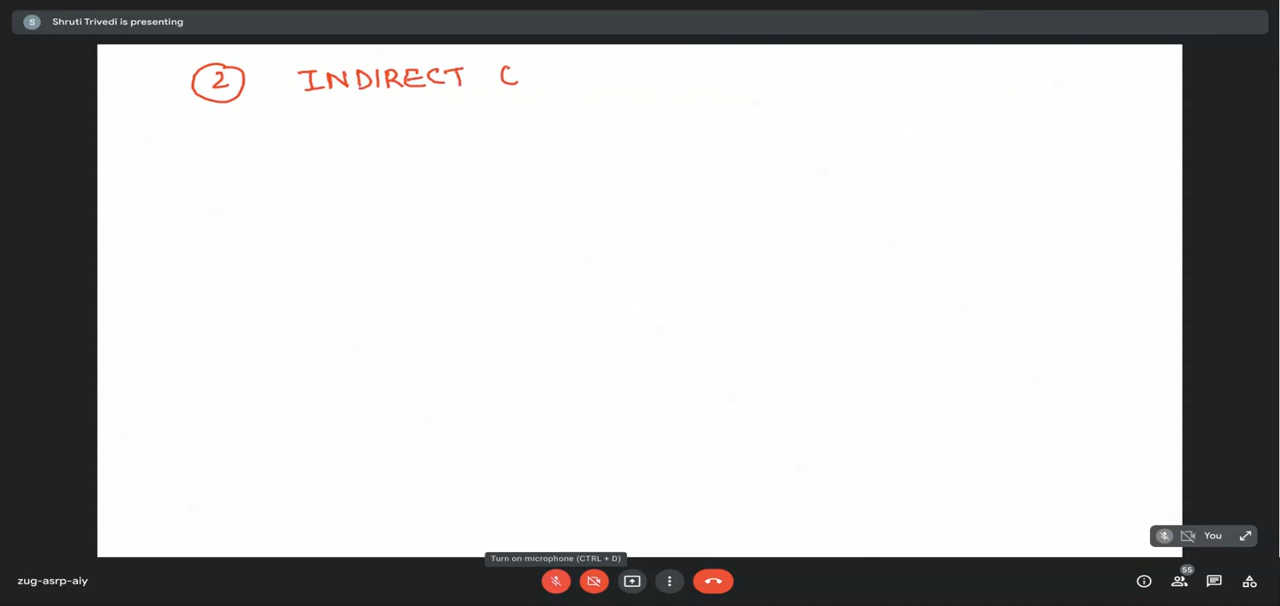 S Shruti Trivedi is presenting
2 INDIRECT C
You
Turn on microphone (CTRL + D)
zug-asrp-aiy
55